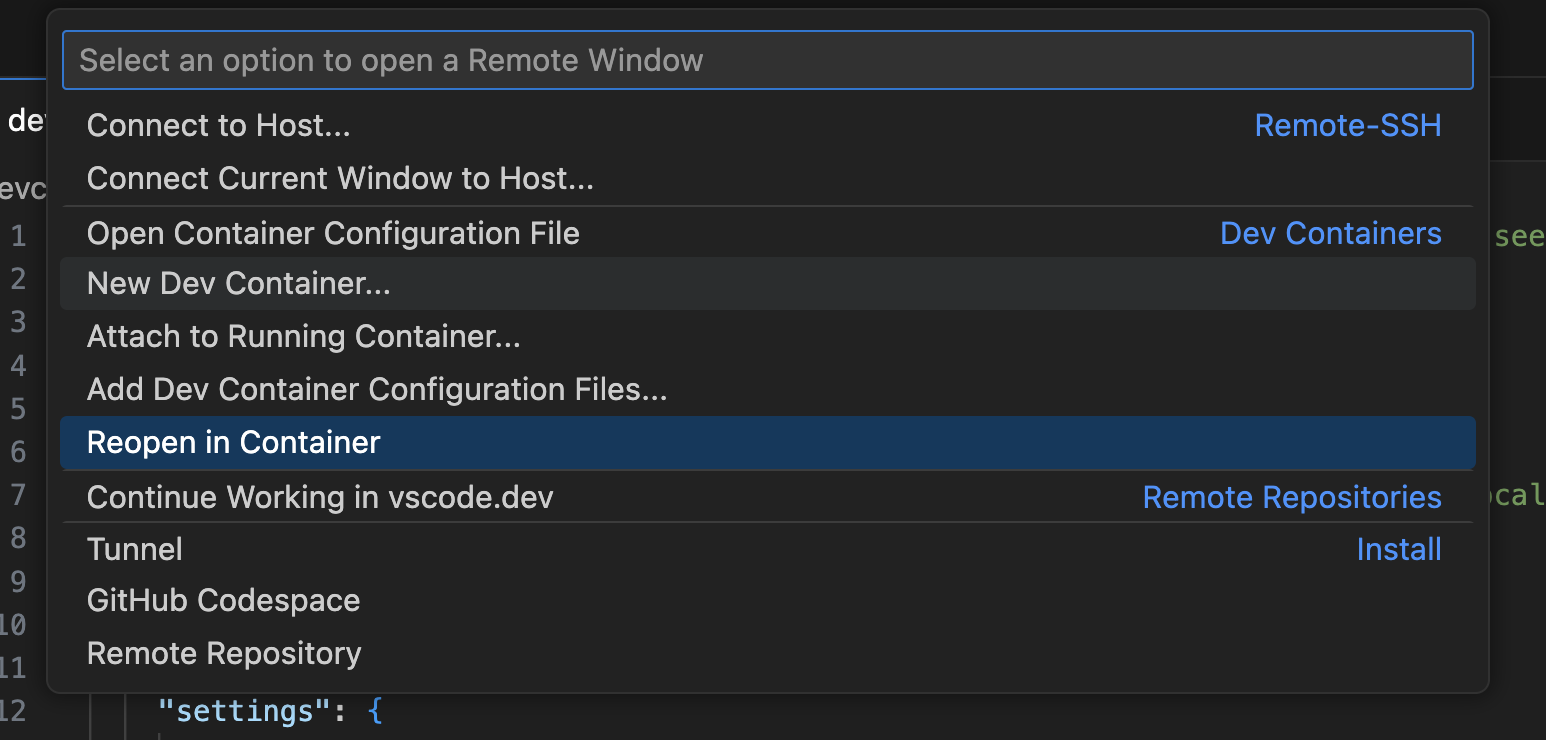 Select an option to open a Remote Window
Connect to Host... Remote-SSH
Connect Current Window to Host...
Open Container Configuration File Dev Containers
New Dev Container...
Attach to Running Container...
Add Dev Container Configuration Files...
Reopen in Container
Continue Working in vscode.dev Remote Repositories
Tunnel Install
GitHub Codespace
Remote Repository
1 see
2
3
4
5
6
7
8
9
10
11
12 "settings": {